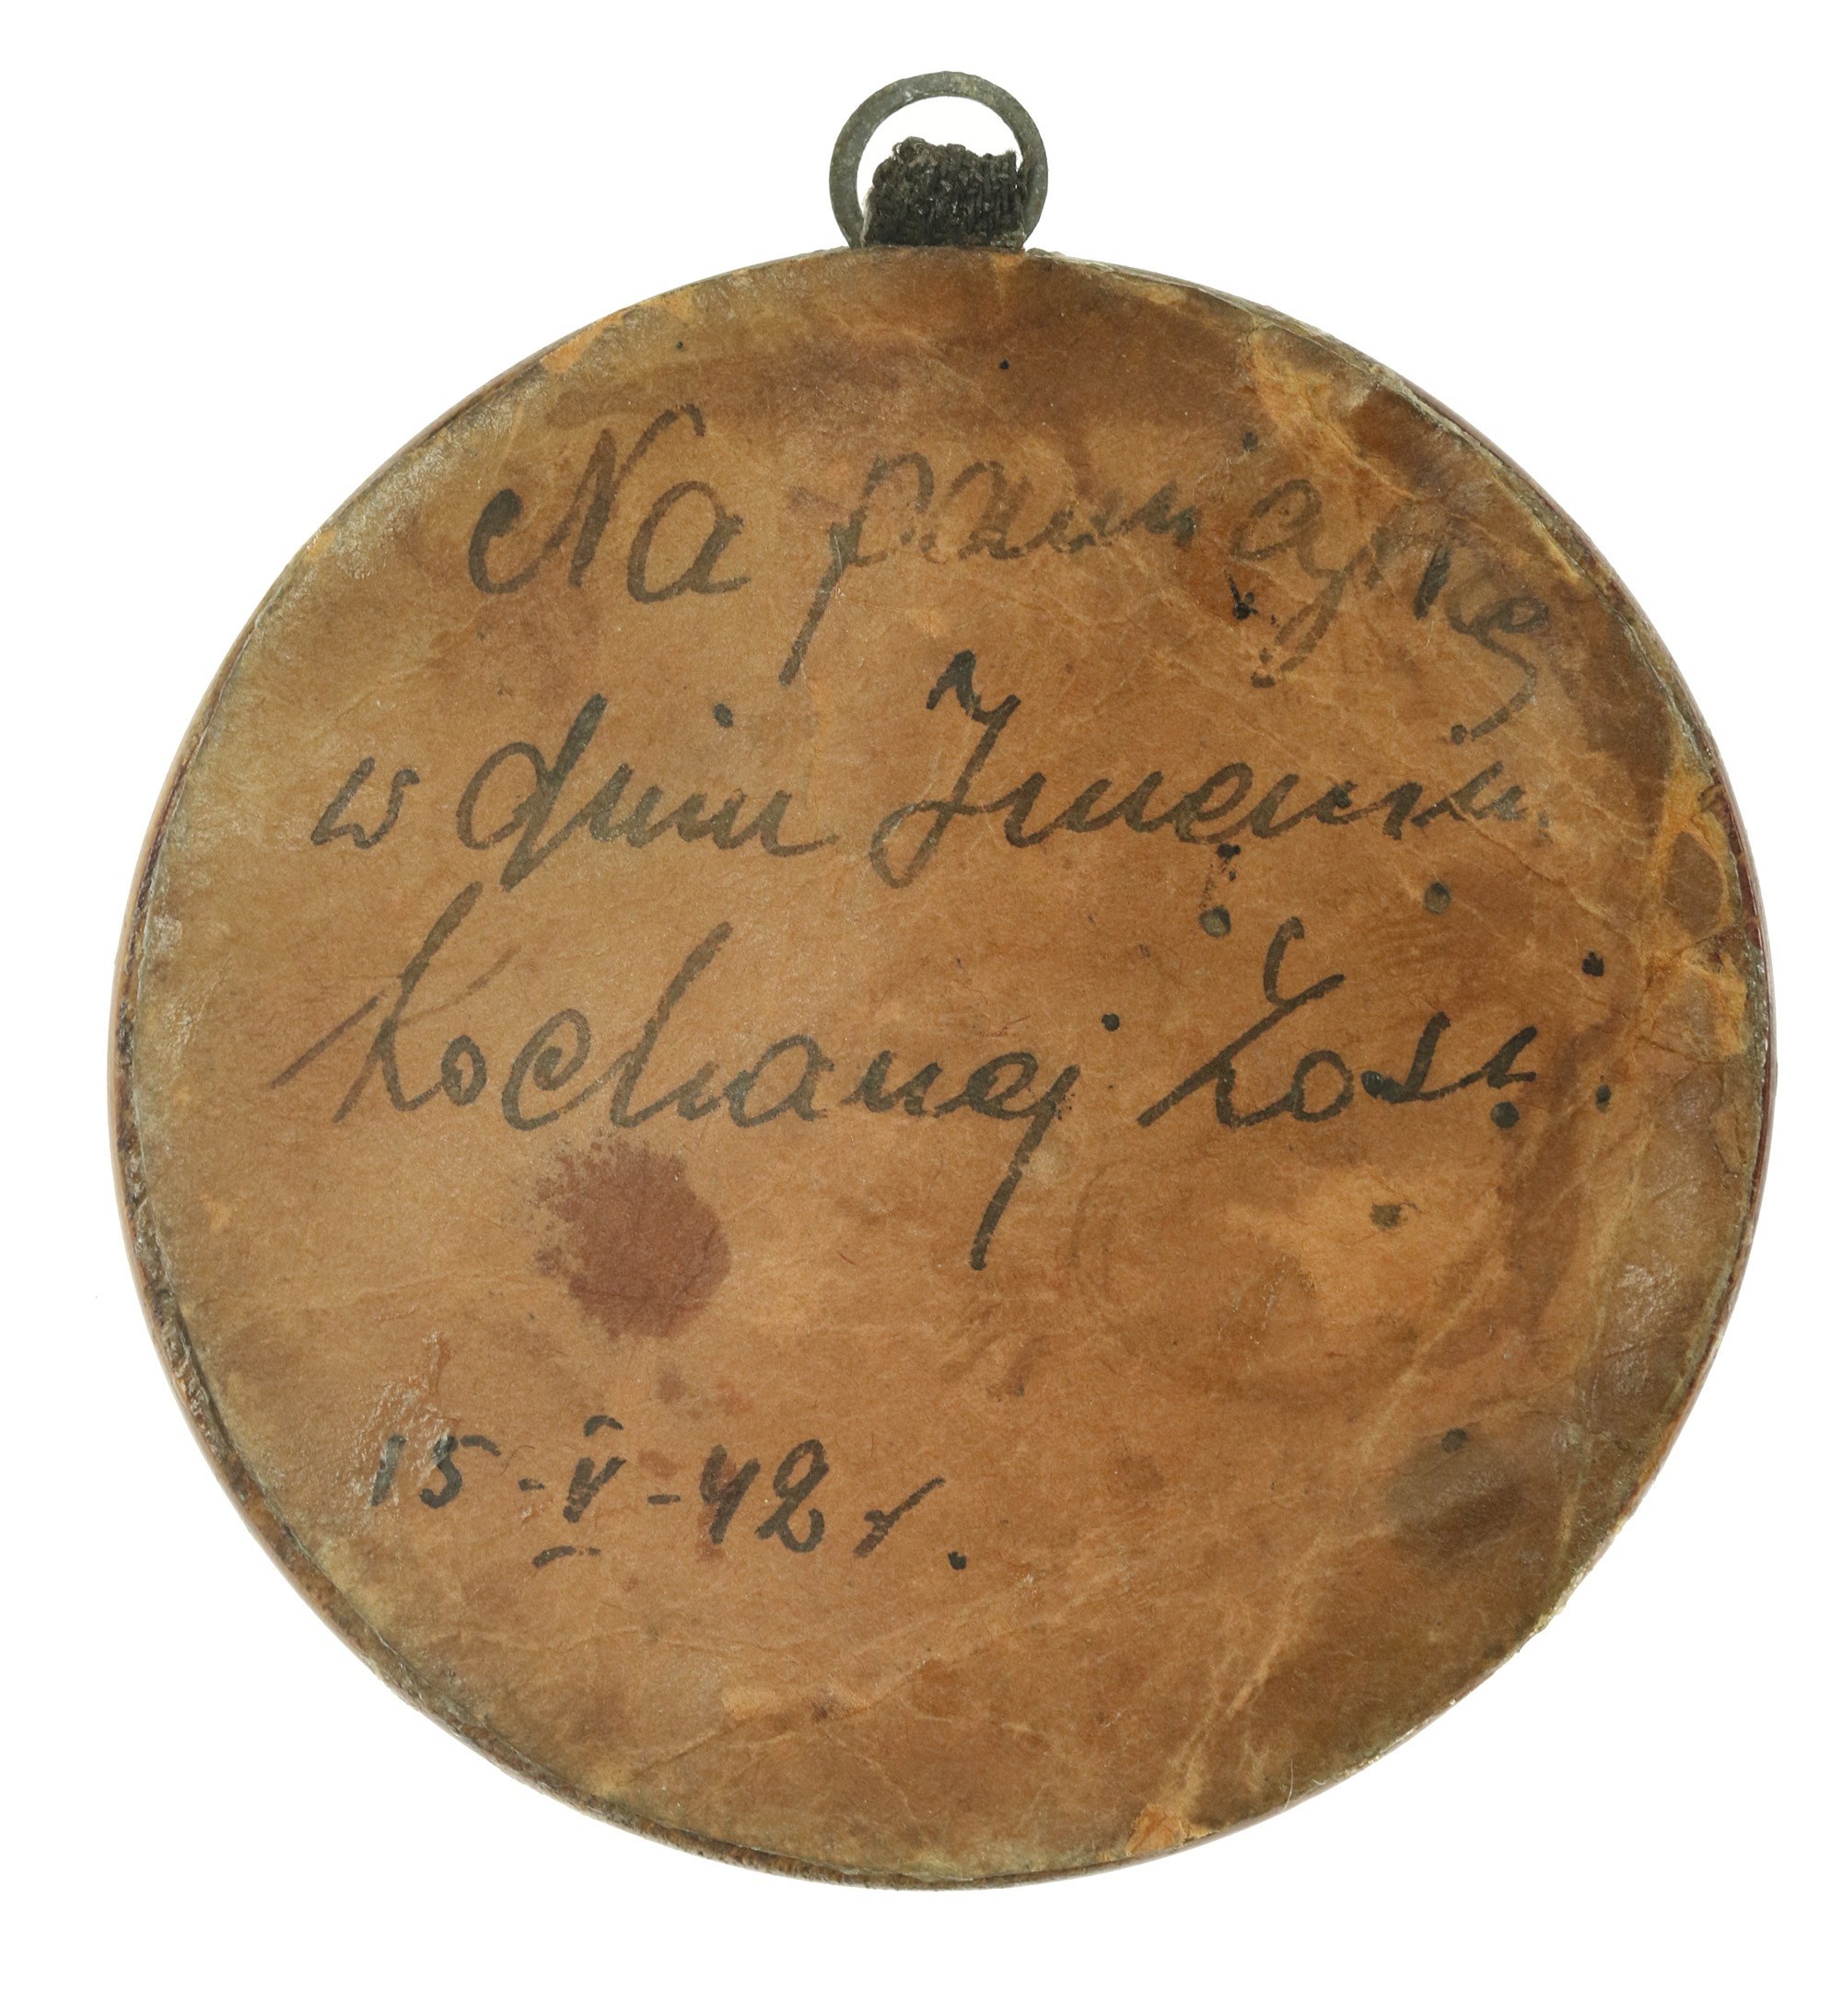 Na pamiątkę
w dniu Imienin
kochanej Zosi.
15-V-42 r.